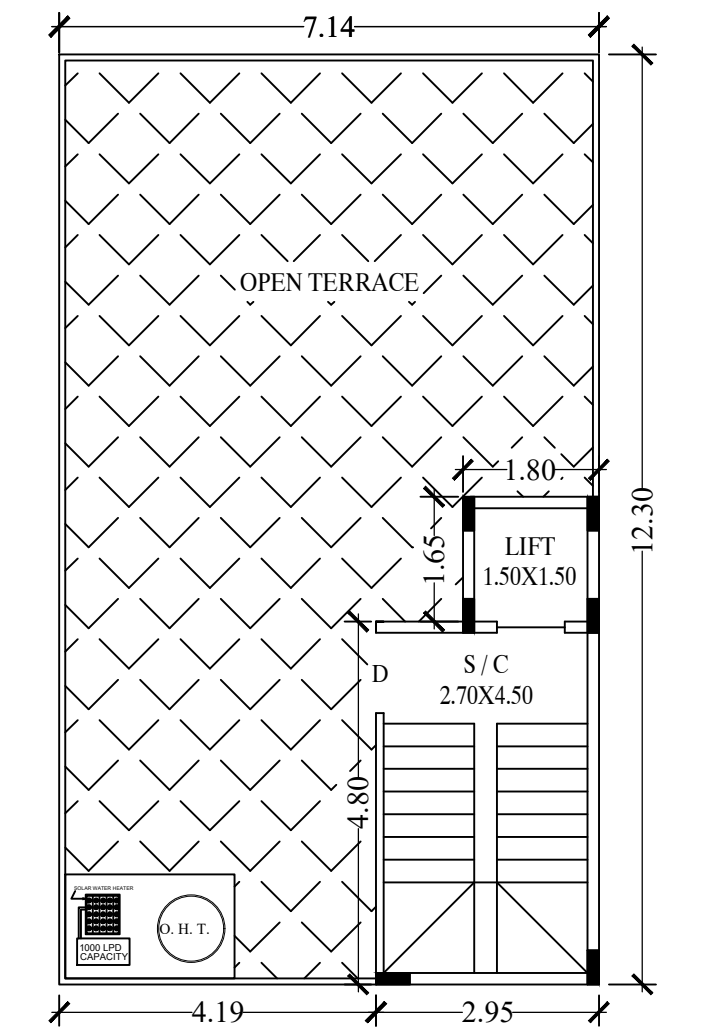 7.14
OPEN TERRACE
1.80
12.30
1.65
LIFT
1.50X1.50
D
S / C
2.70X4.50
4.80
SOLAR WATER HEATER
O. H. T.
1000 LPD
CAPACITY
4.19
2.95